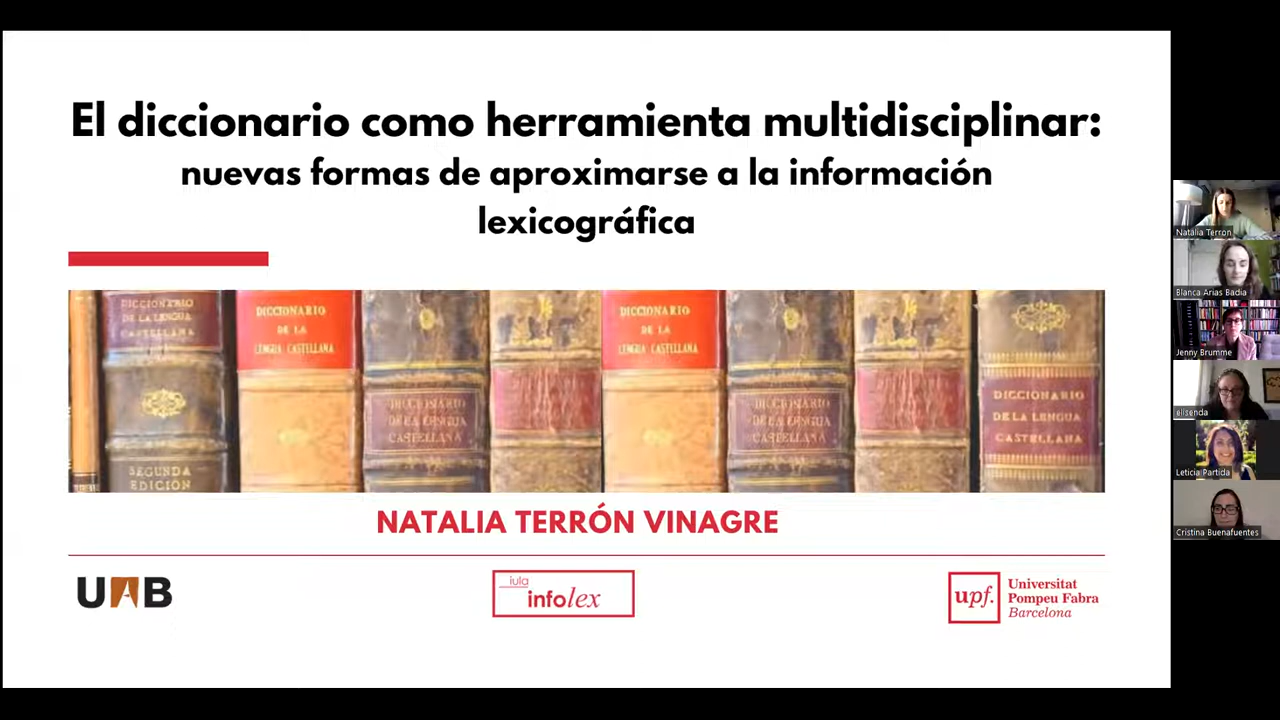 El diccionario como herramienta multidisciplinar:
nuevas formas de aproximarse a la información
lexicográfica
DICCIONARIO
DE LA LENGUA
CASTELLANA
SEGUNDA
EDICIÓN
DICCIONARIO
DE LA
LENGUA CASTELLANA
DICCIONARIO
DE LA LENGUA
CASTELLANA
DICCIONARIO
DE LA
LENGUA CASTELLANA
DICCIONARIO
DE LA LENGUA
CASTELLANA
DICCIONARIO
DE LA LENGUA
CASTELLANA
NATALIA TERRÓN VINAGRE
UAB
iula
infolex
upf.
Universitat
Pompeu Fabra
Barcelona
Natalia Terron
Blanca Arias Badia
Jenny Brumme
elisenda
Leticia Partida
Cristina Buenafuentes